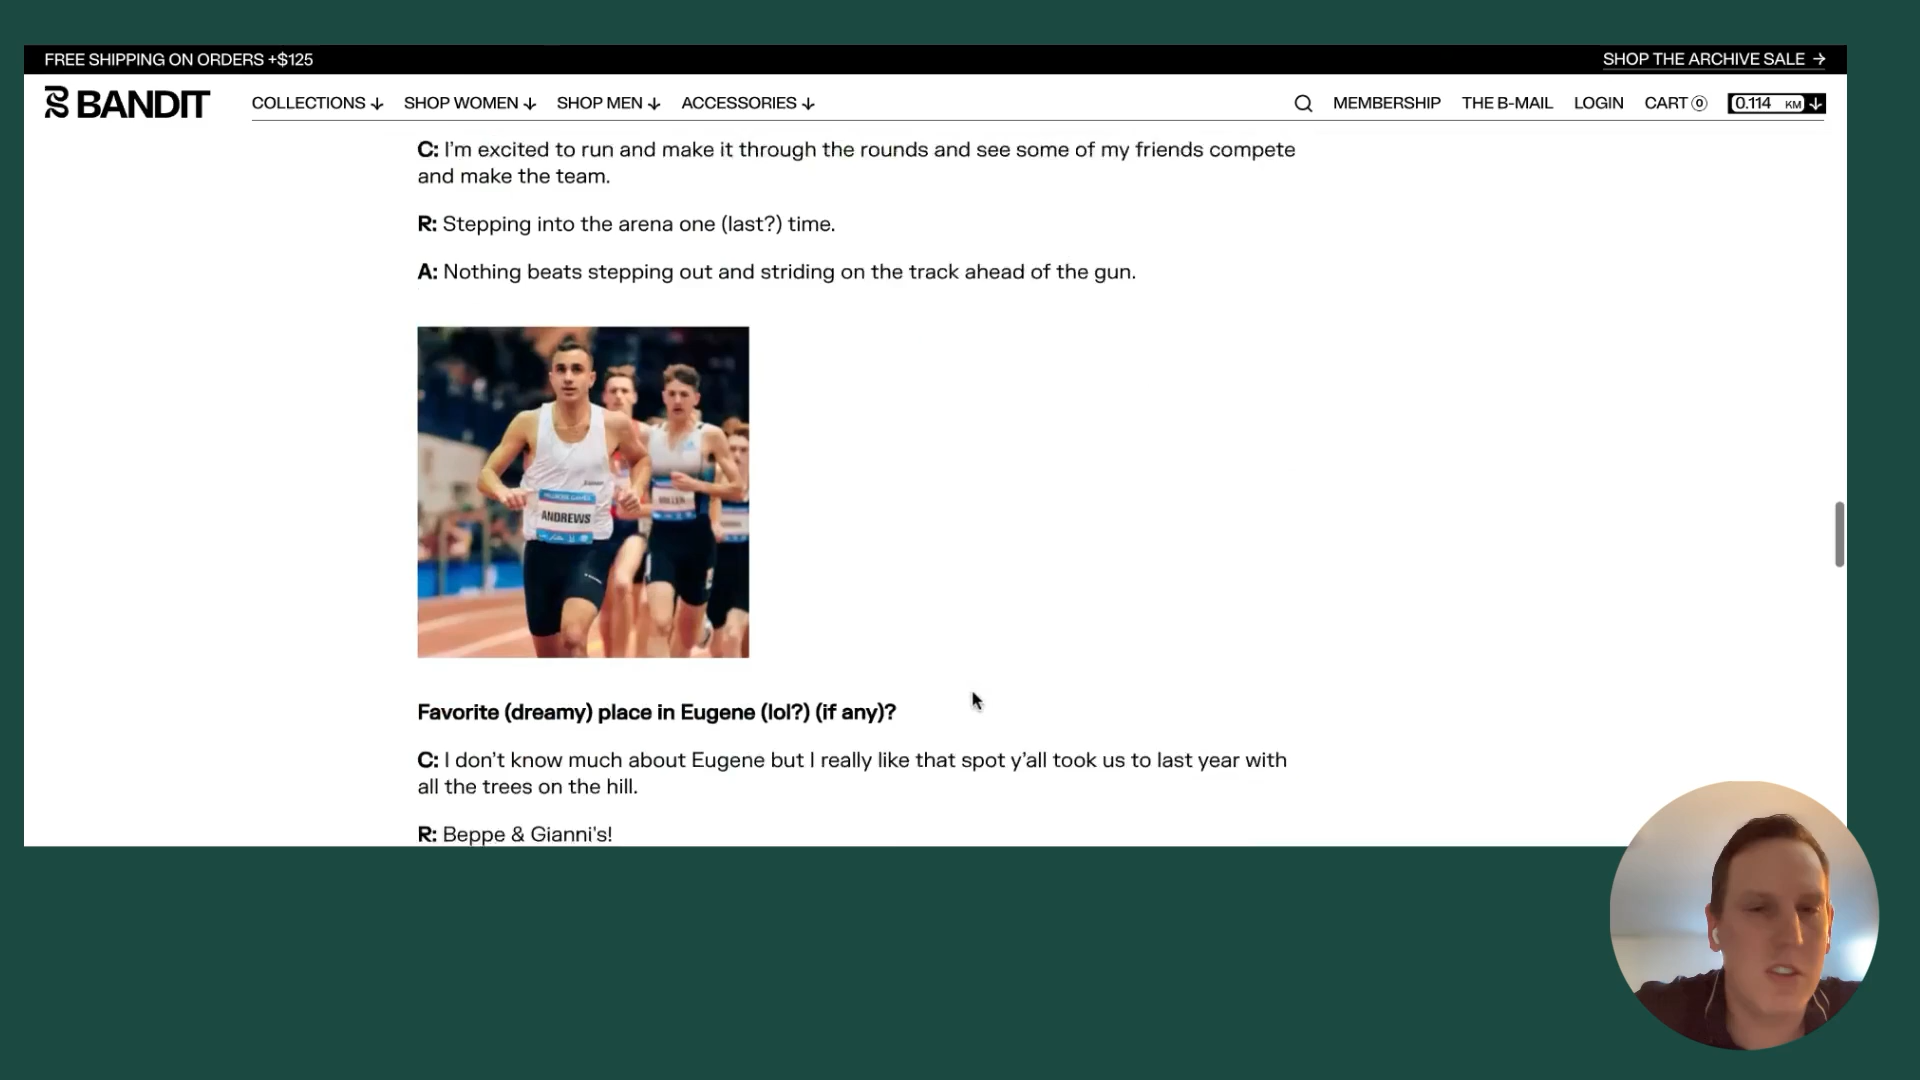 FREE SHIPPING ON ORDERS +$125
SHOP THE ARCHIVE SALE →
BANDIT
COLLECTIONS ↓ SHOP WOMEN ↓ SHOP MEN ↓ ACCESSORIES ↓
MEMBERSHIP THE B-MAIL LOGIN CART 0 0.114 KM ↓
C: I'm excited to run and make it through the rounds and see some of my friends compete
and make the team.
R: Stepping into the arena one (last?) time.
A: Nothing beats stepping out and striding on the track ahead of the gun.
ANDREWS
Favorite (dreamy) place in Eugene (lol?) (if any)?
C: I don't know much about Eugene but I really like that spot y'all took us to last year with
all the trees on the hill.
R: Beppe & Gianni's!